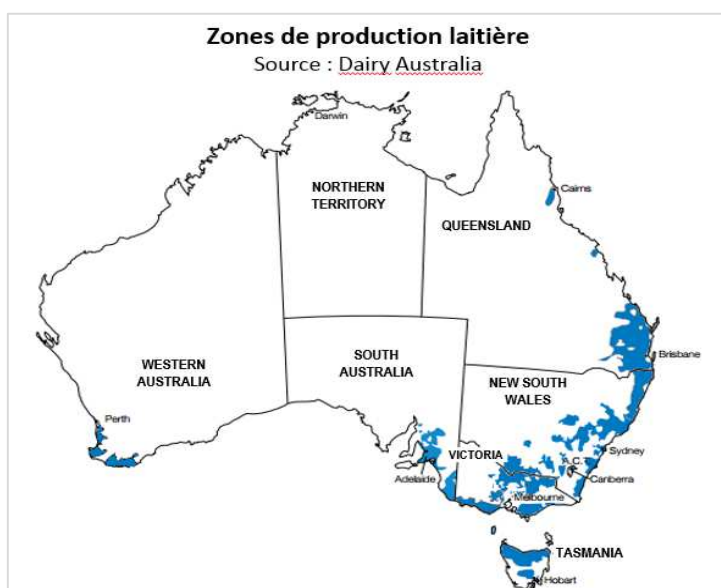 Zones de production laitière
Source : Dairy Australia
Darwin
NORTHERN
TERRITORY
Cairns
QUEENSLAND
WESTERN
AUSTRALIA
SOUTH
AUSTRALIA
Brisbane
NEW SOUTH
WALES
Perth
VICTORIA
Sydney
A.C.
Adelaide
Canberra
Melbourne
TASMANIA
Hobart